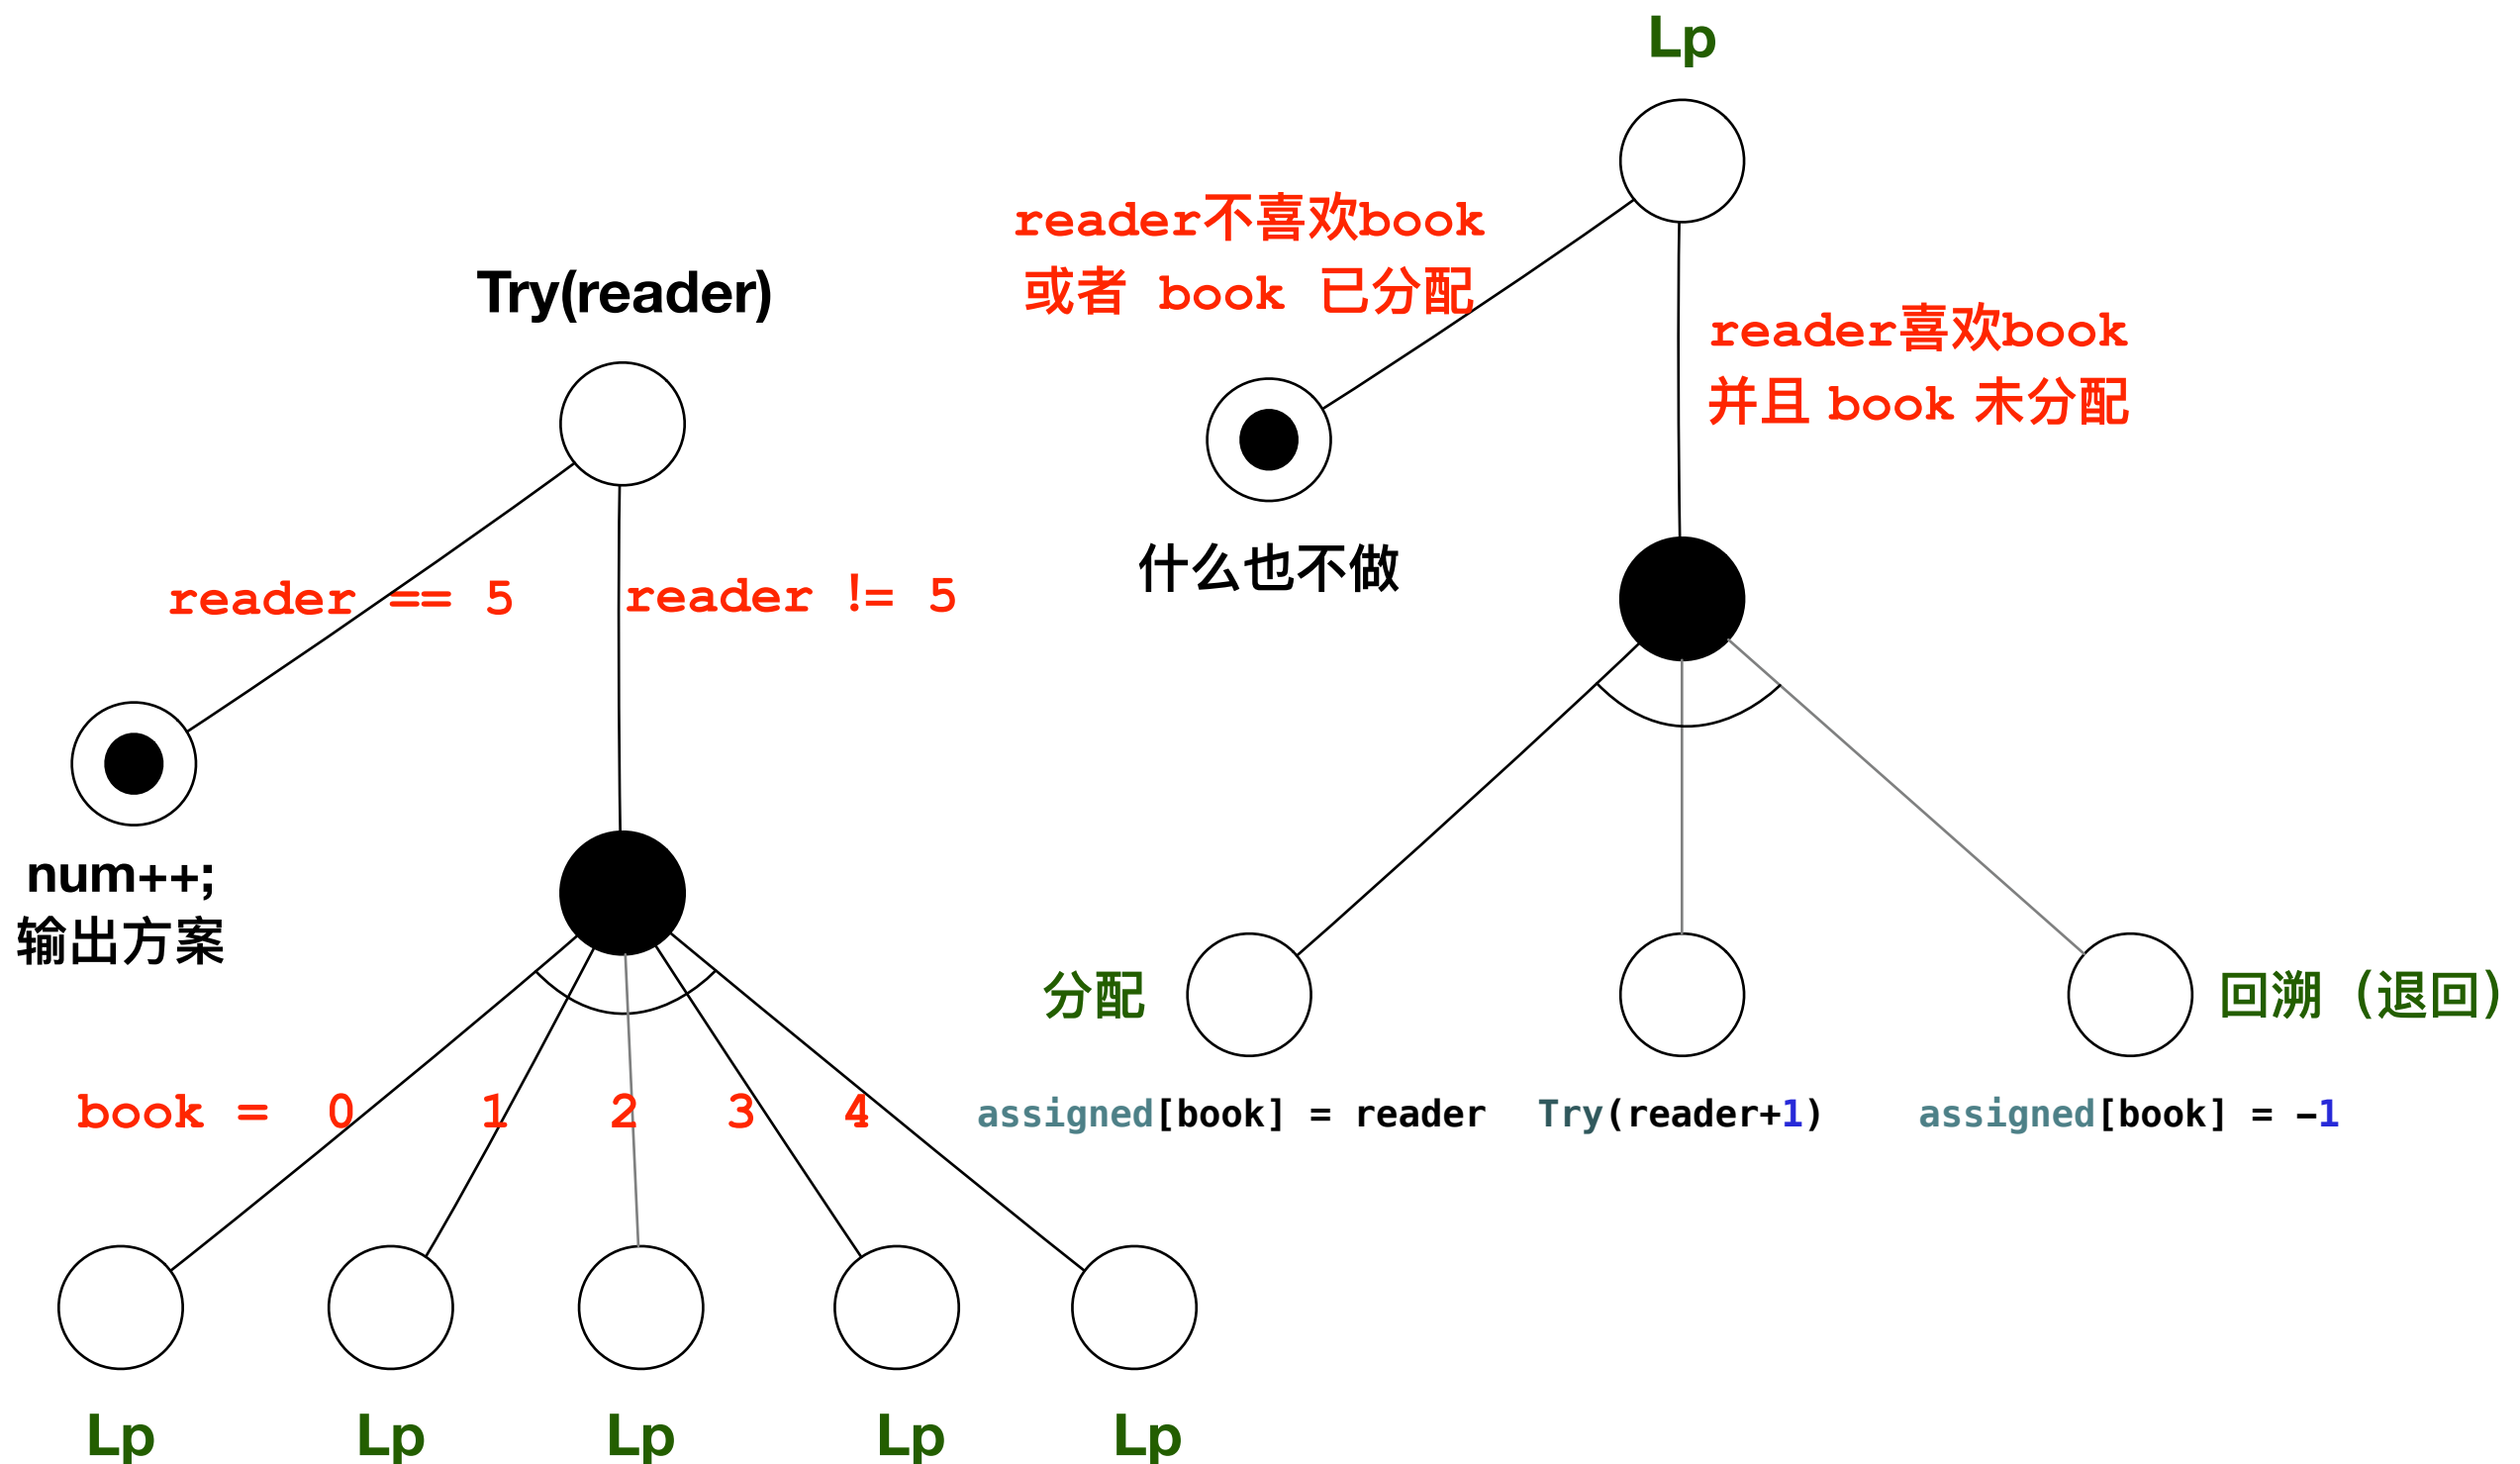 Lp
reader不喜欢book
或者 book 已分配
Try(reader)
reader喜欢book
并且 book 未分配
什么也不做
reader == 5
reader != 5
num++;
输出方案
分配
回溯 (退回)
book = 0 1 2 3 4
assigned[book] = reader
Try(reader+1)
assigned[book] = -1
Lp
Lp
Lp
Lp
Lp